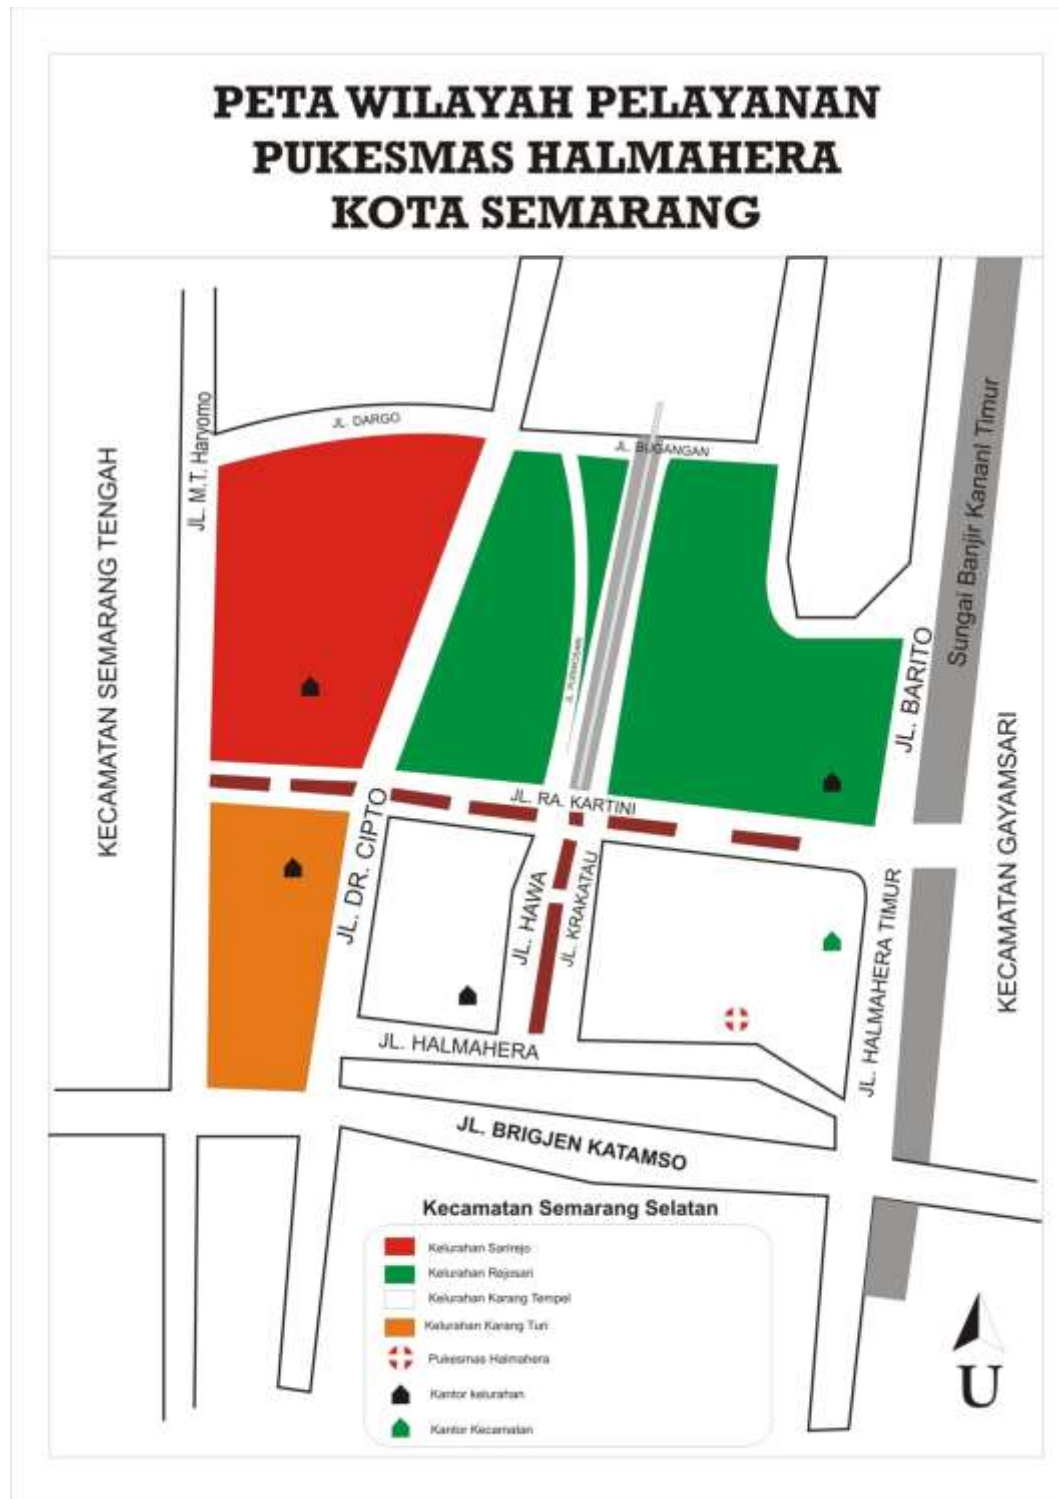 PETA WILAYAH PELAYANAN
PUKESMAS HALMAHERA
KOTA SEMARANG
JL. DARGO
JL. M.T. Haryomo
JL. BUGANGAN
KECAMATAN SEMARANG TENGAH
Sungai Banjir Kanani Timur
JL. BARITO
KECAMATAN GAYAMSARI
JL. RA. KARTINI
JL. DR. CIPTO
JL. HAWA
JL. KRAKATAU
JL. HALMAHERA TIMUR
JL. HALMAHERA
JL. BRIGJEN KATAMSO
Kecamatan Semarang Selatan
Kelurahan Sarirejo
Kelurahan Rejosari
Kelurahan Karang Tempel
Kelurahan Karang Turi
Pukesmas Halmahera
Kantor kelurahan
Kantor Kecamatan
U